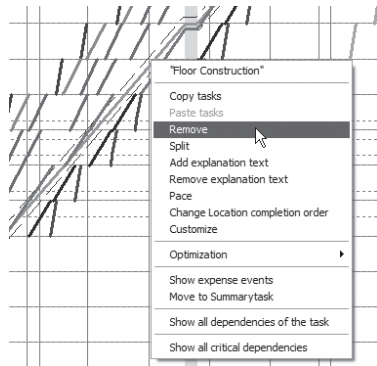 "Floor Construction"
Copy tasks
Paste tasks
Remove
Split
Add explanation text
Remove explanation text
Pace
Change Location completion order
Customize
Optimization
Show expense events
Move to Summarytask
Show all dependencies of the task
Show all critical dependencies